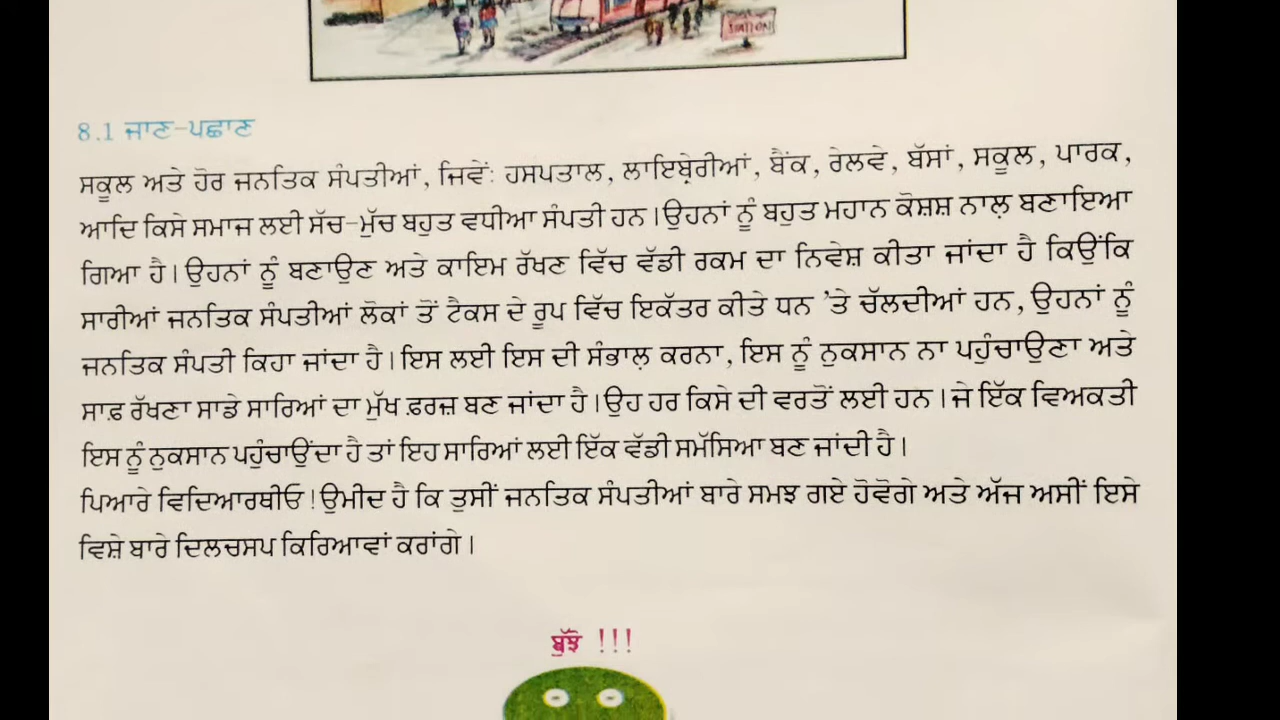 STATION
8.1 ਜਾਣ-ਪਛਾਣ
ਸਕੂਲ ਅਤੇ ਹੋਰ ਜਨਤਿਕ ਸੰਪਤੀਆਂ, ਜਿਵੇਂ: ਹਸਪਤਾਲ, ਲਾਇਬ੍ਰੇਰੀਆਂ, ਬੈਂਕ, ਰੇਲਵੇ, ਬੱਸਾਂ, ਸਕੂਲ, ਪਾਰਕ,
ਆਦਿ ਕਿਸੇ ਸਮਾਜ ਲਈ ਸੱਚ-ਮੁੱਚ ਬਹੁਤ ਵਧੀਆ ਸੰਪਤੀ ਹਨ। ਉਹਨਾਂ ਨੂੰ ਬਹੁਤ ਮਹਾਨ ਕੋਸ਼ਸ਼ ਨਾਲ਼ ਬਣਾਇਆ
ਗਿਆ ਹੈ। ਉਹਨਾਂ ਨੂੰ ਬਣਾਉਣ ਅਤੇ ਕਾਇਮ ਰੱਖਣ ਵਿੱਚ ਵੱਡੀ ਰਕਮ ਦਾ ਨਿਵੇਸ਼ ਕੀਤਾ ਜਾਂਦਾ ਹੈ ਕਿਉਂਕਿ
ਸਾਰੀਆਂ ਜਨਤਿਕ ਸੰਪਤੀਆਂ ਲੋਕਾਂ ਤੋਂ ਟੈਕਸ ਦੇ ਰੂਪ ਵਿੱਚ ਇਕੱਤਰ ਕੀਤੇ ਧਨ ’ਤੇ ਚੱਲਦੀਆਂ ਹਨ, ਉਹਨਾਂ ਨੂੰ
ਜਨਤਿਕ ਸੰਪਤੀ ਕਿਹਾ ਜਾਂਦਾ ਹੈ। ਇਸ ਲਈ ਇਸ ਦੀ ਸੰਭਾਲ਼ ਕਰਨਾ, ਇਸ ਨੂੰ ਨੁਕਸਾਨ ਨਾ ਪਹੁੰਚਾਉਣਾ ਅਤੇ
ਸਾਫ਼ ਰੱਖਣਾ ਸਾਡੇ ਸਾਰਿਆਂ ਦਾ ਮੁੱਖ ਫ਼ਰਜ਼ ਬਣ ਜਾਂਦਾ ਹੈ। ਉਹ ਹਰ ਕਿਸੇ ਦੀ ਵਰਤੋਂ ਲਈ ਹਨ। ਜੇ ਇੱਕ ਵਿਅਕਤੀ
ਇਸ ਨੂੰ ਨੁਕਸਾਨ ਪਹੁੰਚਾਉਂਦਾ ਹੈ ਤਾਂ ਇਹ ਸਾਰਿਆਂ ਲਈ ਇੱਕ ਵੱਡੀ ਸਮੱਸਿਆ ਬਣ ਜਾਂਦੀ ਹੈ।
ਪਿਆਰੇ ਵਿਦਿਆਰਥੀਓ! ਉਮੀਦ ਹੈ ਕਿ ਤੁਸੀਂ ਜਨਤਿਕ ਸੰਪਤੀਆਂ ਬਾਰੇ ਸਮਝ ਗਏ ਹੋਵੋਗੇ ਅਤੇ ਅੱਜ ਅਸੀਂ ਇਸੇ
ਵਿਸ਼ੇ ਬਾਰੇ ਦਿਲਚਸਪ ਕਿਰਿਆਵਾਂ ਕਰਾਂਗੇ।
ਬੁੱਝੋ !!!